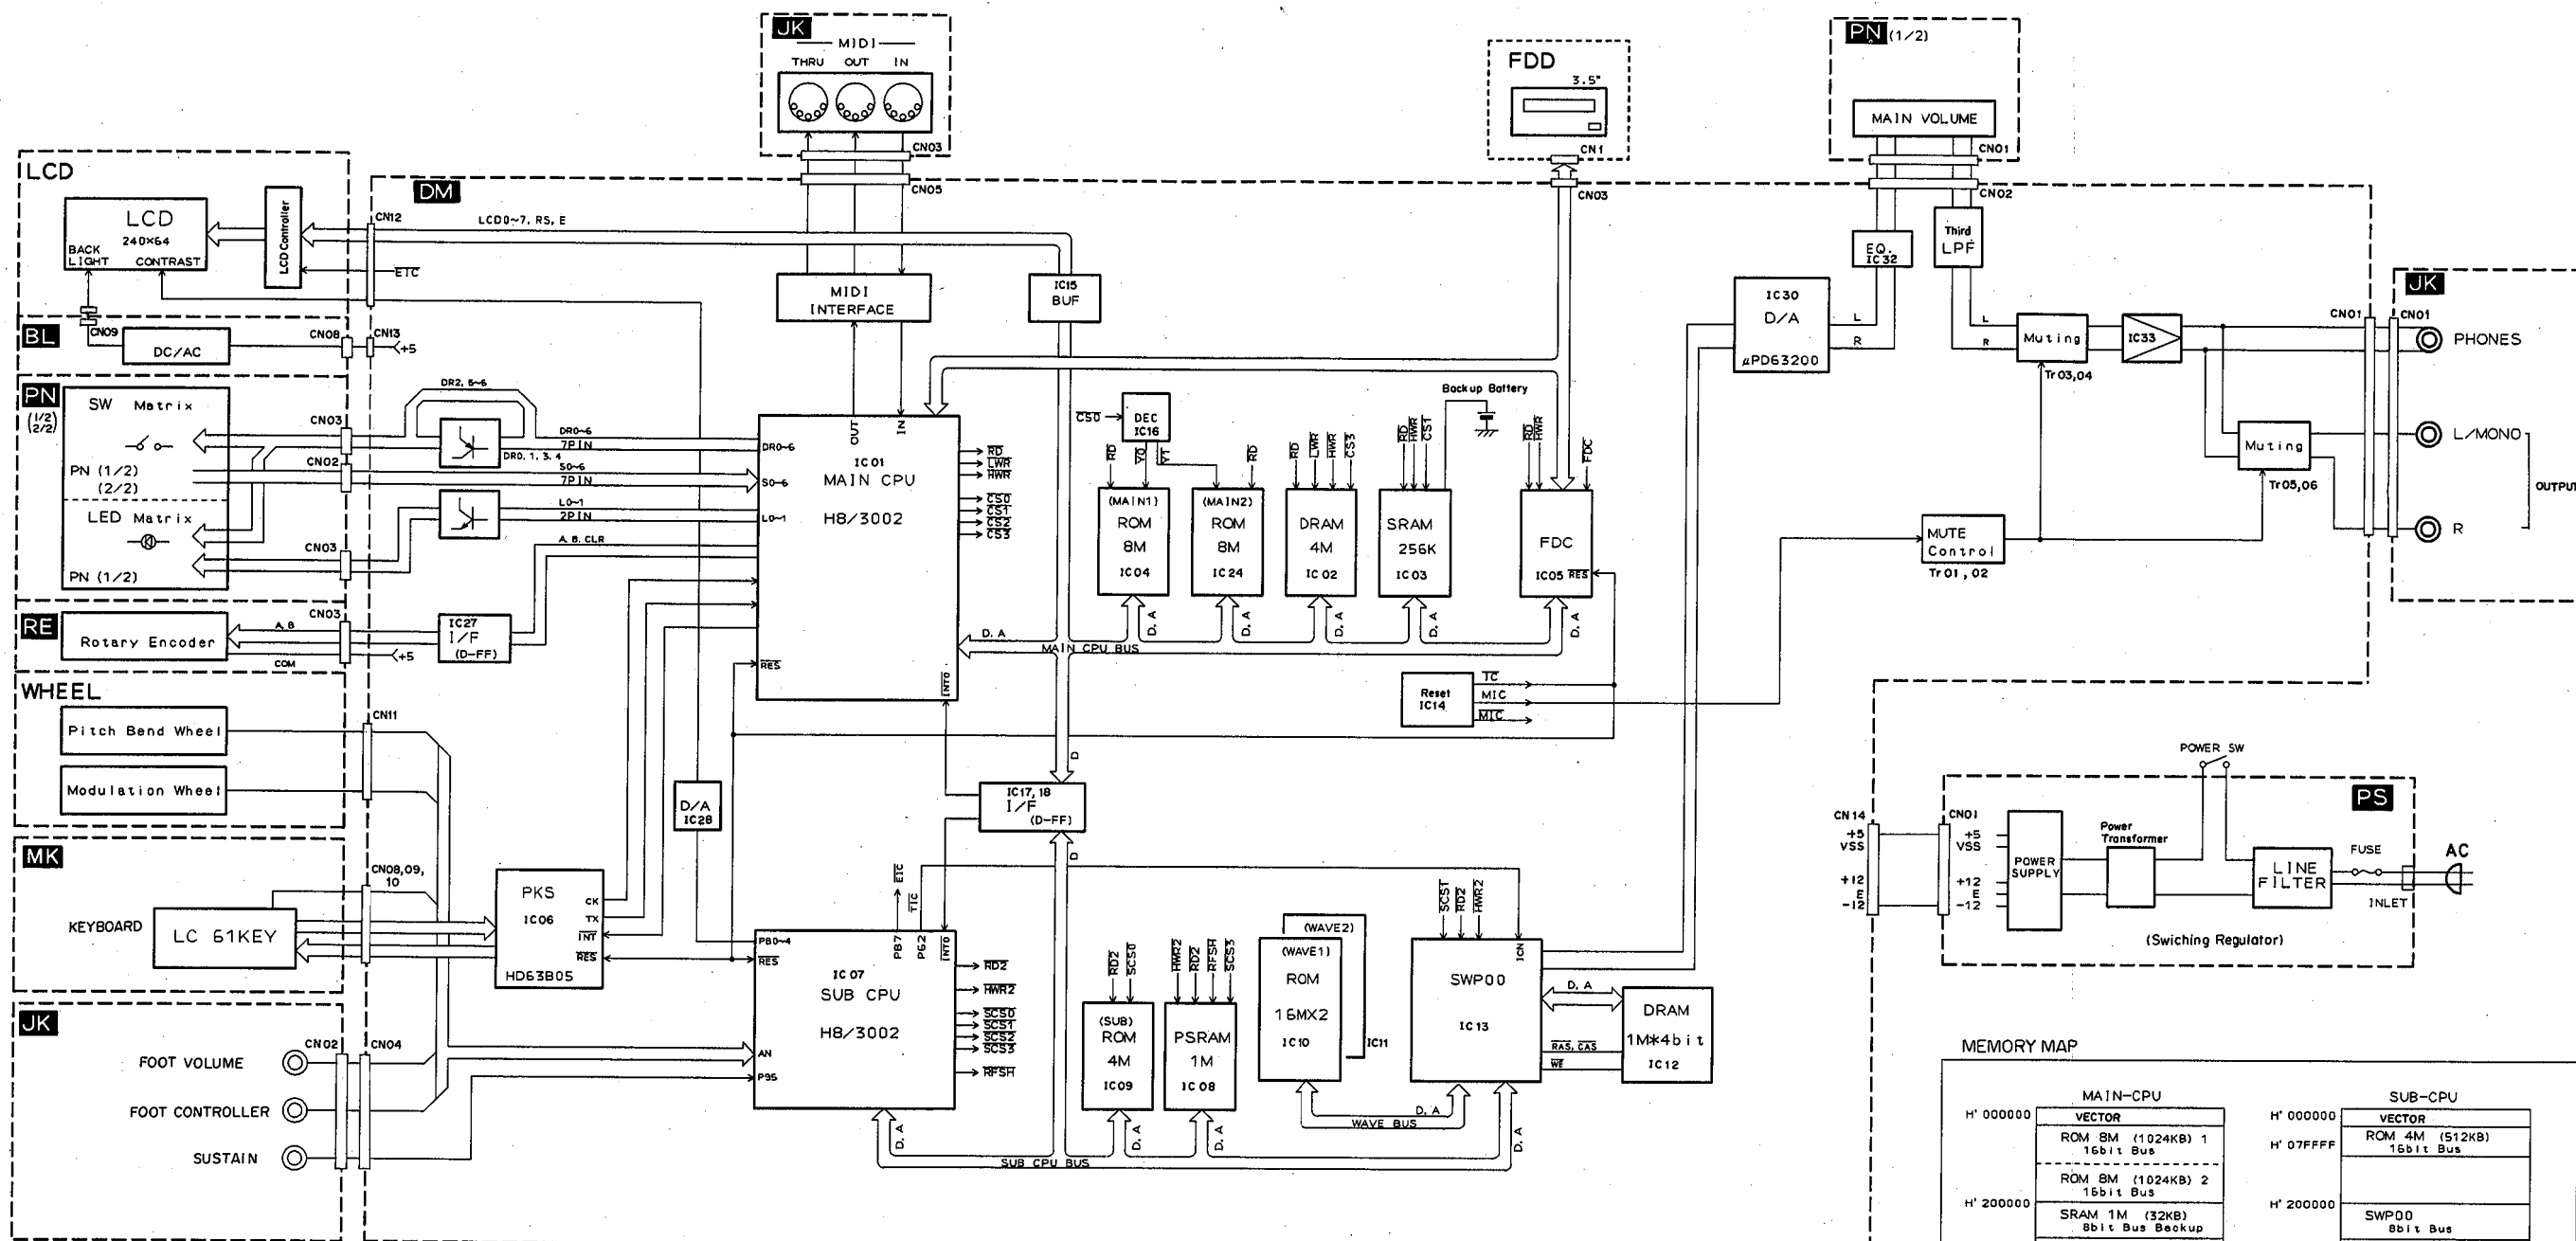 JK
MIDI
THRU OUT IN
CN03
CN05
FDD
3.5"
CN1
CN03
PN (1/2)
MAIN VOLUME
CN01
CN02
LCD
LCD
240×64
BACK
LIGHT CONTRAST
LCD Controller
CN12
DM
LCD0~7, RS, E
EIC
BL
CN09
DC/AC
CN08
CN13
+5
MIDI
INTERFACE
IC15
BUF
IC30
D/A
μPD63200
L
R
EQ.
IC32
Third
LPF
L
R
Muting
Tr03,04
IC33
CN01
CN01
JK
PHONES
L/MONO
R
OUTPUT
Muting
Tr05,06
MUTE
Control
Tr01,02
PN
(1/2)
(2/2)
SW Matrix
PN (1/2)
(2/2)
LED Matrix
PN (1/2)
CN03
CN02
CN03
DR2, 5~6
DR0~6
7PIN
DR0, 1, 3, 4
S0~6
7PIN
L0~1
2PIN
A, B, CLR
OUT
IN
DR0~6
S0~6
L0~1
IC01
MAIN CPU
H8/3002
RES
INT0
RD
LWR
HWR
CS0
CS1
CS2
CS3
CS0
DEC
IC16
RD
Y0
Y1
RD
(MAIN1)
ROM
8M
IC04
(MAIN2)
ROM
8M
IC24
RD
LWR
HWR
CS3
DRAM
4M
IC02
RD
HWR
CS1
Backup Battery
SRAM
256K
IC03
RD
HWR
FDC
FDC
IC05 RES
D, A
D, A
D, A
D, A
D, A
D, A
MAIN CPU BUS
RE
Rotary Encoder
CN03
A, B
COM
+5
IC27
I/F
(D-FF)
Reset
IC14
TC
MIC
MIC
WHEEL
Pitch Bend Wheel
Modulation Wheel
CN11
D/A
IC28
D
IC17, 18
I/F
(D-FF)
D
MK
KEYBOARD
LC 61KEY
CN08,09,
10
PKS
IC06
HD63B05
CK
TX
INT
RES
EIC
TIC
PB0~4
PB7
P62
INT0
RES
IC07
SUB CPU
H8/3002
AN
P95
RD2
HWR2
SCS0
SCS1
SCS2
SCS3
RFSH
RD2
SCS0
(SUB)
ROM
4M
IC09
HWR2
RD2
RFSH
SCS3
PSRAM
1M
IC08
(WAVE2)
(WAVE1)
ROM
16MX2
IC10
IC11
SCS1
RD2
HWR2
ICN
SWP00
IC13
D, A
RAS, CAS
WE
DRAM
1M*4bit
IC12
D, A
WAVE BUS
D, A
D, A
D, A
D, A
SUB CPU BUS
JK
FOOT VOLUME
FOOT CONTROLLER
SUSTAIN
CN02
CN04
POWER SW
PS
CN14
+5
VSS
+12
E
-12
CN01
+5
VSS
+12
E
-12
POWER
SUPPLY
Power
Transformer
LINE
FILTER
FUSE
INLET
AC
(Swiching Regulator)
MEMORY MAP
MAIN-CPU
H' 000000
VECTOR
ROM 8M (1024KB) 1
16bit Bus
ROM 8M (1024KB) 2
16bit Bus
H' 200000
SRAM 1M (32KB)
8bit Bus Backup
SUB-CPU
H' 000000
VECTOR
H' 07FFFF
ROM 4M (512KB)
16bit Bus
H' 200000
SWP00
8bit Bus